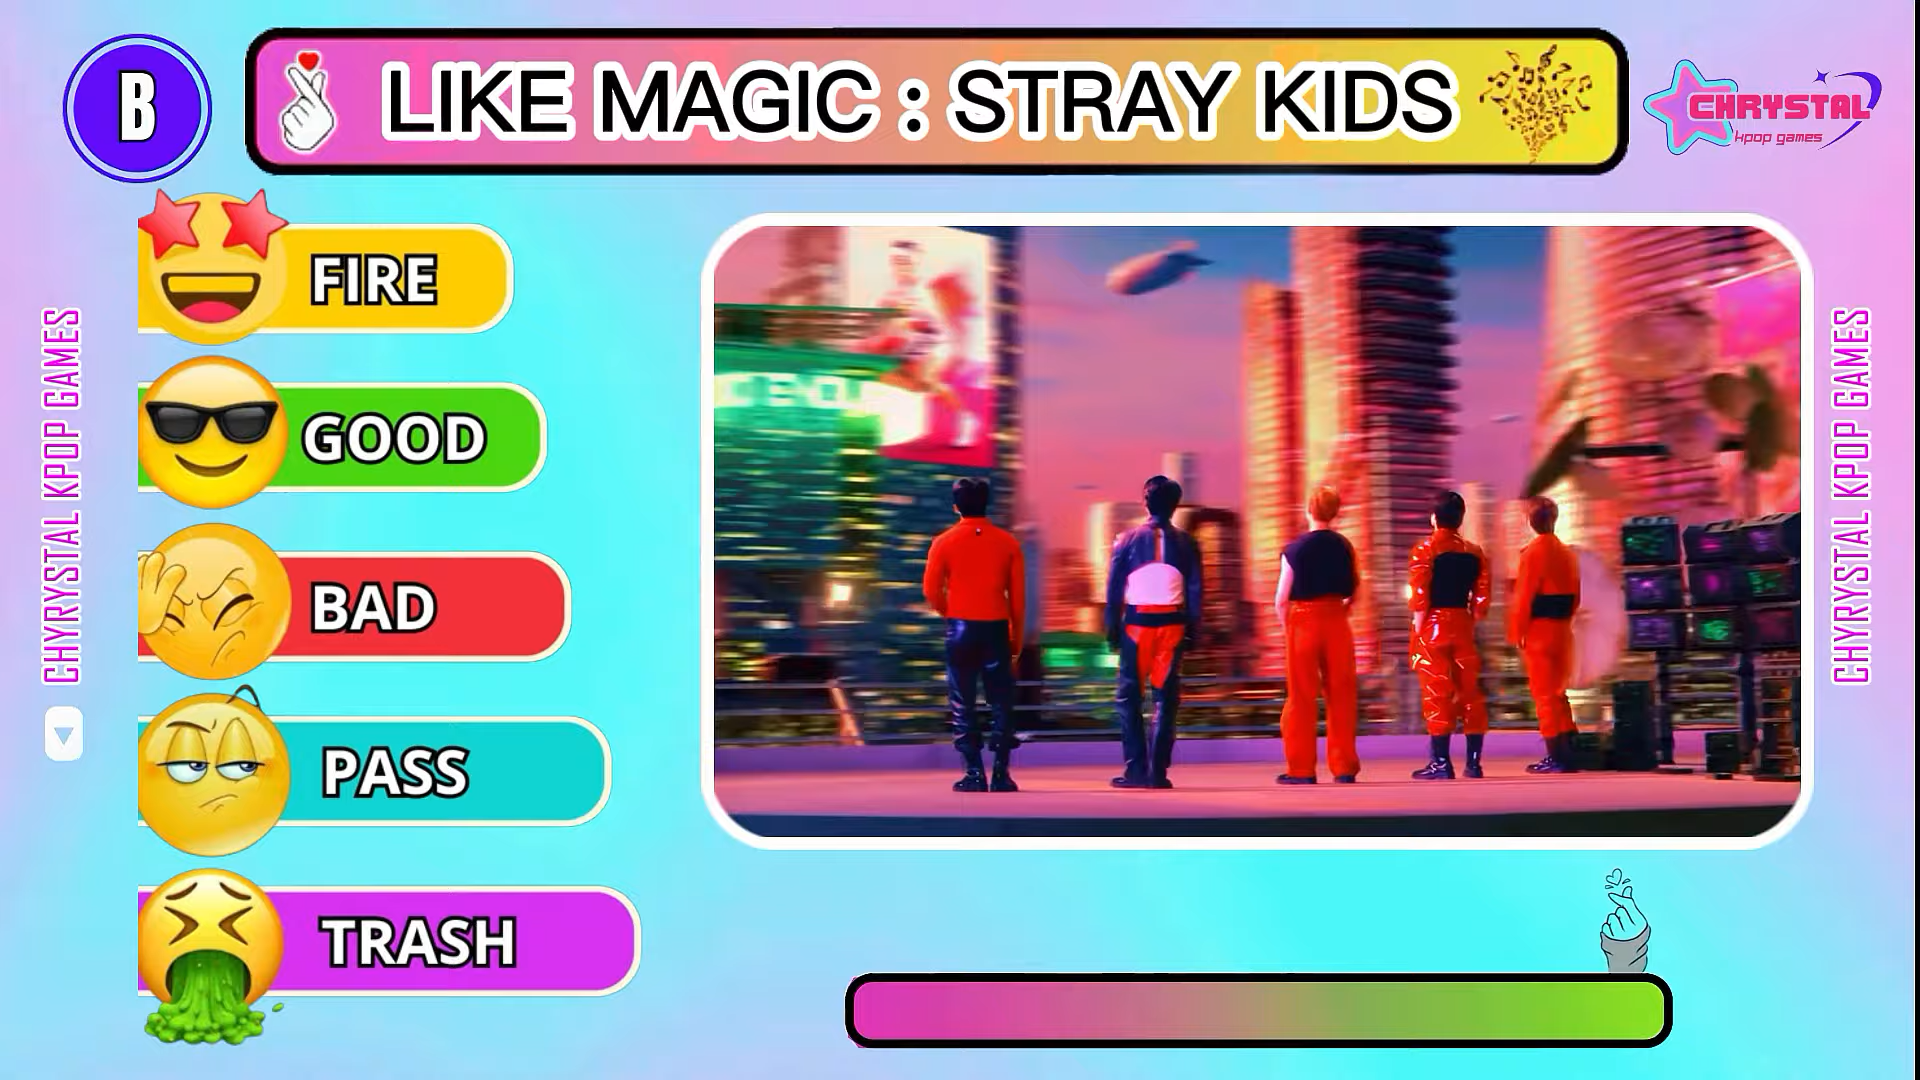 B
LIKE MAGIC : STRAY KIDS
CHRYSTAL
kpop games
FIRE
GOOD
BAD
PASS
TRASH
CHYRYSTAL KPOP GAMES
CHYRYSTAL KPOP GAMES